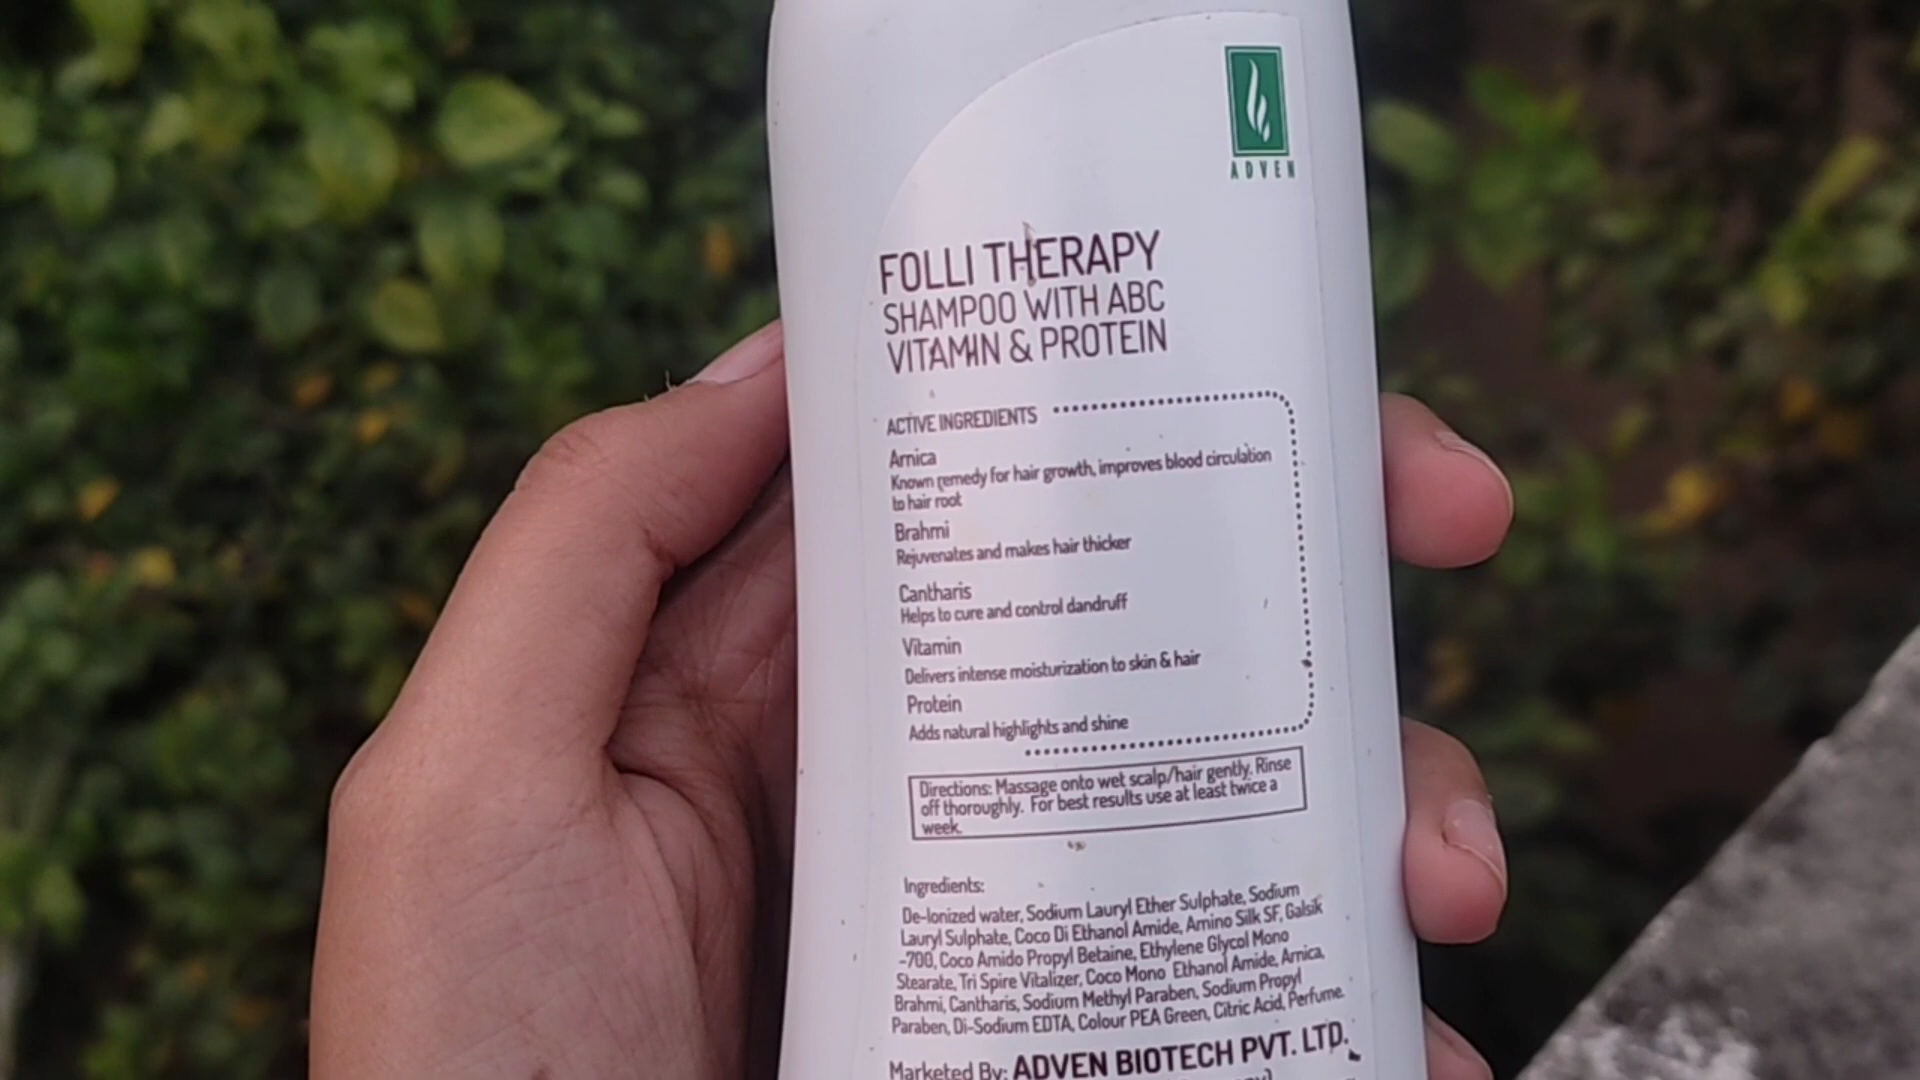 ADVEN
FOLLI THERAPY
SHAMPOO WITH ABC
VITAMIN & PROTEIN
ACTIVE INGREDIENTS
Arnica
Known remedy for hair growth, improves blood circulation
to hair root
Brahmi
Rejuvenates and makes hair thicker
Cantharis
Helps to cure and control dandruff
Vitamin
Delivers intense moisturization to skin & hair
Protein
Adds natural highlights and shine
Directions: Massage onto wet scalp/hair gently. Rinse
off thoroughly. For best results use at least twice a
week.
Ingredients:
De-Ionized water, Sodium Lauryl Ether Sulphate, Sodium
Lauryl Sulphate, Coco Di Ethanol Amide, Amino Silk SF, Galsik
-700, Coco Amido Propyl Betaine, Ethylene Glycol Mono
Stearate, Tri Spire Vitalizer, Coco Mono Ethanol Amide, Arnica,
Brahmi, Cantharis, Sodium Methyl Paraben, Sodium Propyl
Paraben, Di-Sodium EDTA, Colour PEA Green, Citric Acid, Perfume.
Marketed By: ADVEN BIOTECH PVT. LTD.